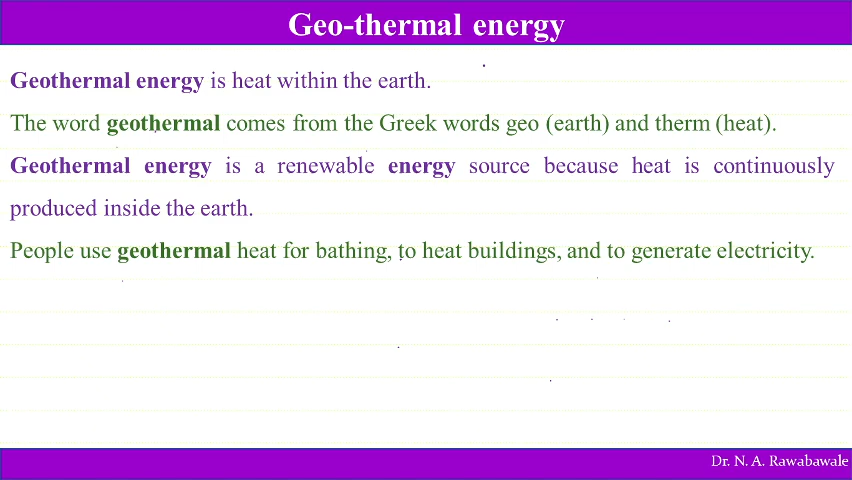 Geo-thermal energy
Geothermal energy is heat within the earth.
The word geothermal comes from the Greek words geo (earth) and therm (heat).
Geothermal energy is a renewable energy source because heat is continuously
produced inside the earth.
People use geothermal heat for bathing, to heat buildings, and to generate electricity.
Dr. N. A. Rawabawale